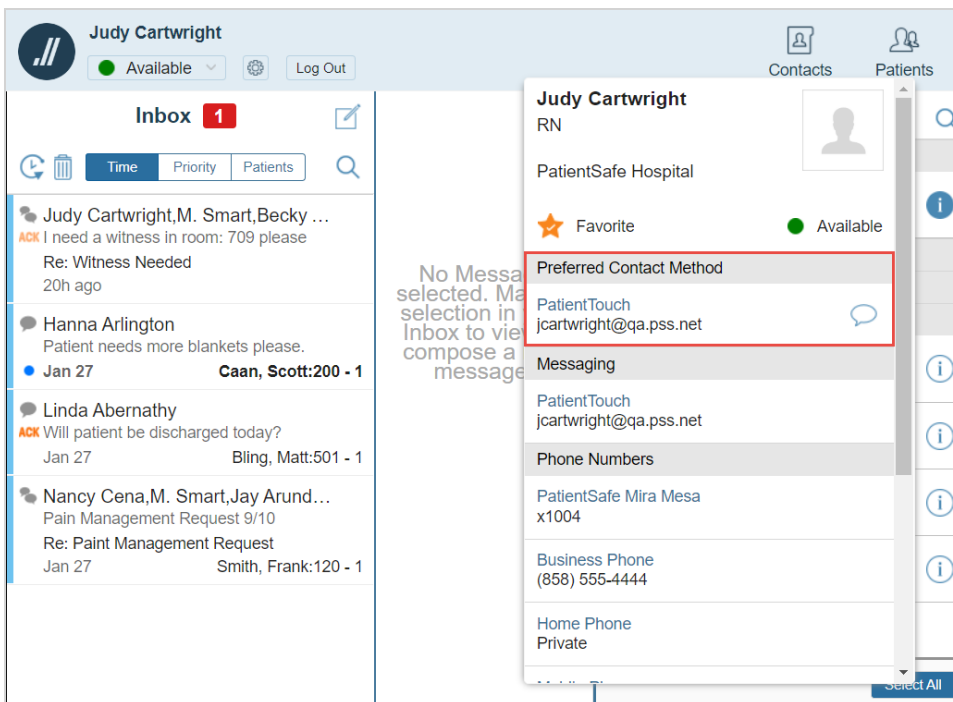 Judy Cartwright
Available
Log Out
Contacts
Patients
Inbox 1
Time
Priority
Patients
Judy Cartwright,M. Smart,Becky ...
ACK I need a witness in room: 709 please
Re: Witness Needed
20h ago
Hanna Arlington
Patient needs more blankets please.
Jan 27 Caan, Scott:200 - 1
Linda Abernathy
ACK Will patient be discharged today?
Jan 27 Bling, Matt:501 - 1
Nancy Cena,M. Smart,Jay Arund...
Pain Management Request 9/10
Re: Paint Management Request
Jan 27 Smith, Frank:120 - 1
No Messa
selected. Ma
selection in
Inbox to vie
compose a
message
Judy Cartwright
RN
PatientSafe Hospital
Favorite
Available
Preferred Contact Method
PatientTouch
jcartwright@qa.pss.net
Messaging
PatientTouch
jcartwright@qa.pss.net
Phone Numbers
PatientSafe Mira Mesa
x1004
Business Phone
(858) 555-4444
Home Phone
Private
Select All